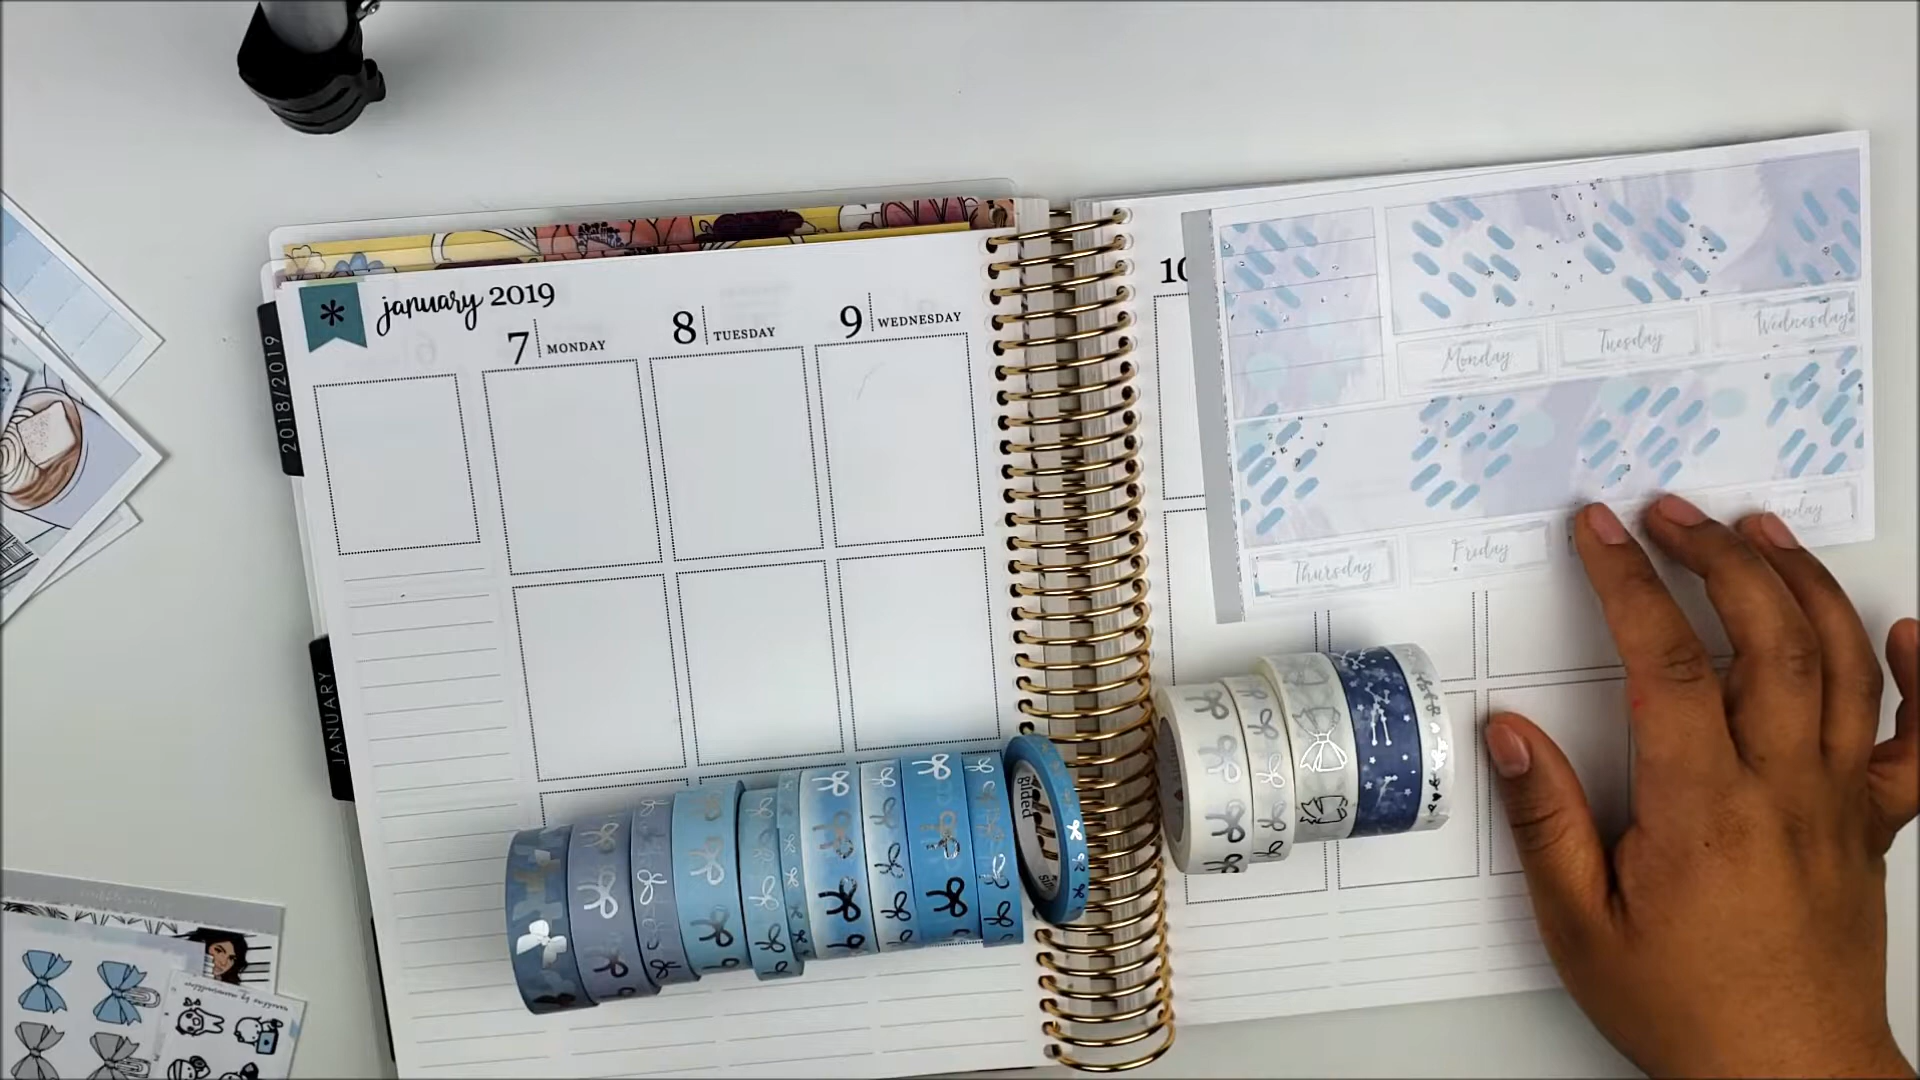 january 2019
7 MONDAY
8 TUESDAY
9 WEDNESDAY
10
2018/2019
JANUARY
Monday
Tuesday
Wednesday
Thursday
Friday
gilded